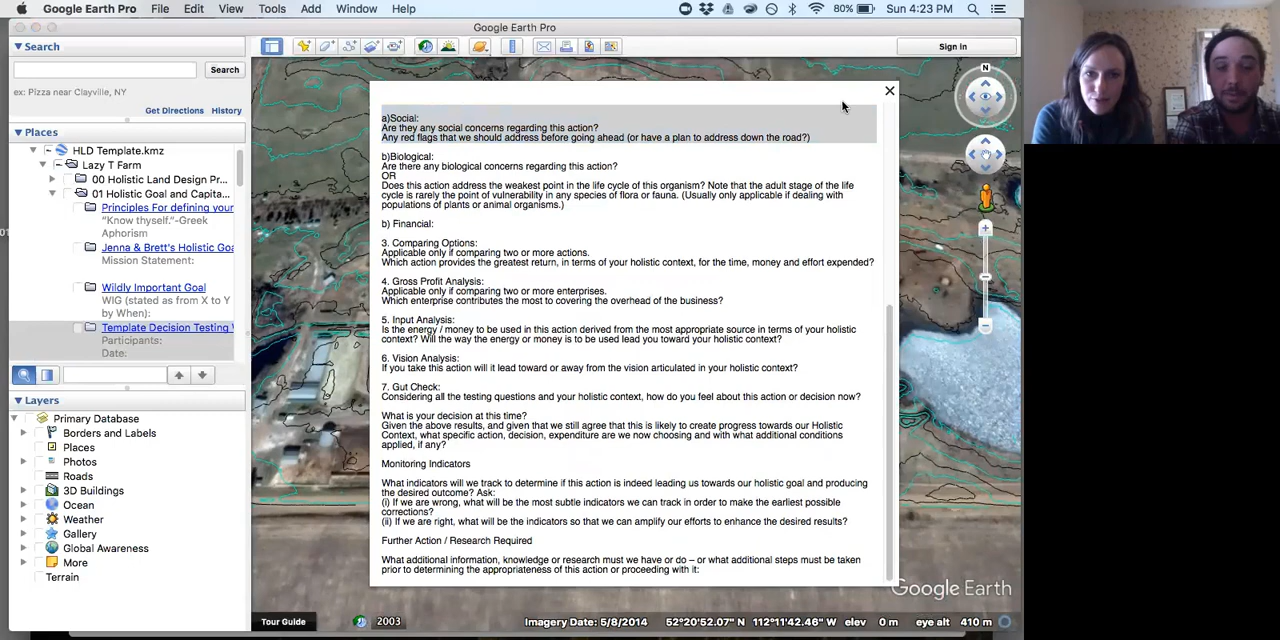 Google Earth Pro File Edit View Tools Add Window Help 80% Sun 4:23 PM
Google Earth Pro
Search
Sign in
Search
ex: Pizza near Clayville, NY
Get Directions History
Places
HLD Template.kmz
Lazy T Farm
00 Holistic Land Design Pr...
01 Holistic Goal and Capita...
Principles For defining your
"Know thyself."-Greek
Aphorism
Jenna & Brett's Holistic Goa
Mission Statement:
Wildly Important Goal
WIG (stated as from X to Y
by When):
Template Decision Testing
Participants:
Date:
Layers
Primary Database
Borders and Labels
Places
Photos
Roads
3D Buildings
Ocean
Weather
Gallery
Global Awareness
More
Terrain
a)Social:
Are they any social concerns regarding this action?
Any red flags that we should address before going ahead (or have a plan to address down the road?)
b)Biological:
Are there any biological concerns regarding this action?
OR
Does this action address the weakest point in the life cycle of this organism? Note that the adult stage of the life
cycle is rarely the point of vulnerability in any species of flora or fauna. (Usually only applicable if dealing with
populations of plants or animal organisms.)
b) Financial:
3. Comparing Options:
Applicable only if comparing two or more actions.
Which action provides the greatest return, in terms of your holistic context, for the time, money and effort expended?
4. Gross Profit Analysis:
Applicable only if comparing two or more enterprises.
Which enterprise contributes the most to covering the overhead of the business?
5. Input Analysis:
Is the energy / money to be used in this action derived from the most appropriate source in terms of your holistic
context? Will the way the energy or money is to be used lead you toward your holistic context?
6. Vision Analysis:
If you take this action will it lead toward or away from the vision articulated in your holistic context?
7. Gut Check:
Considering all the testing questions and your holistic context, how do you feel about this action or decision now?
What is your decision at this time?
Given the above results, and given that we still agree that this is likely to create progress towards our Holistic
Context, what specific action, decision, expenditure are we now choosing and with what additional conditions
applied, if any?
Monitoring Indicators
What indicators will we track to determine if this action is indeed leading us towards our holistic goal and producing
the desired outcome? Ask:
(i) If we are wrong, what will be the most subtle indicators we can track in order to make the earliest possible
corrections?
(ii) If we are right, what will be the indicators so that we can amplify our efforts to enhance the desired results?
Further Action / Research Required
What additional information, knowledge or research must we have or do – or what additional steps must be taken
prior to determining the appropriateness of this action or proceeding with it:
N
Google Earth
Tour Guide 2003 Imagery Date: 5/8/2014 52°20'52.07" N 112°11'42.46" W elev 0 m eye alt 410 m